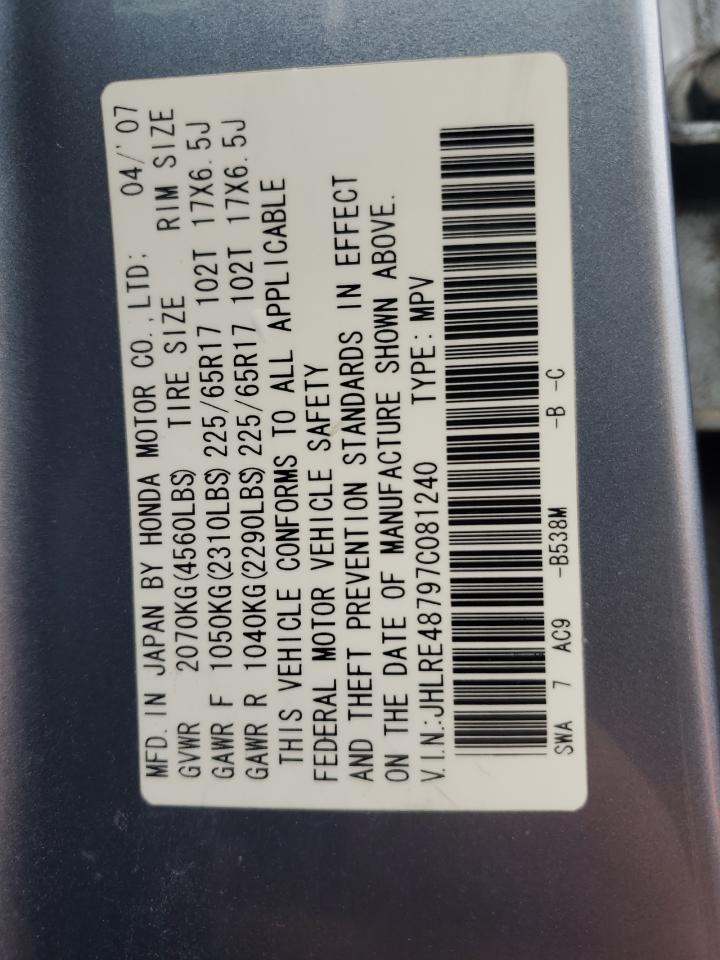 MFD. IN JAPAN BY HONDA MOTOR CO., LTD; 04/'07
GVWR 2070KG(4560LBS) TIRE SIZE RIM SIZE
GAWR F 1050KG(2310LBS) 225/65R17 102T 17X6.5J
GAWR R 1040KG(2290LBS) 225/65R17 102T 17X6.5J
THIS VEHICLE CONFORMS TO ALL APPLICABLE
FEDERAL MOTOR VEHICLE SAFETY
AND THEFT PREVENTION STANDARDS IN EFFECT
ON THE DATE OF MANUFACTURE SHOWN ABOVE.
V.I.N.:JHLRE48797C081240 TYPE: MPV
SWA 7 AC9 -B538M -B -C